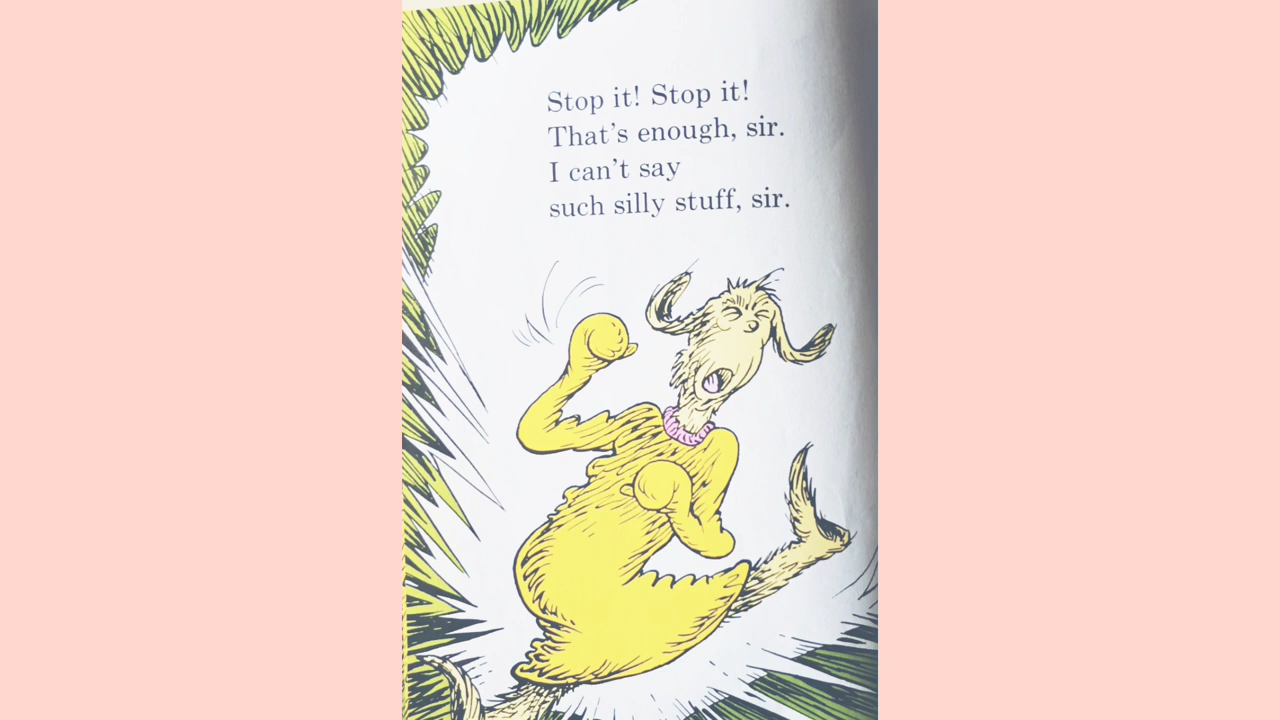 Stop it! Stop it!
That's enough, sir.
I can't say
such silly stuff, sir.